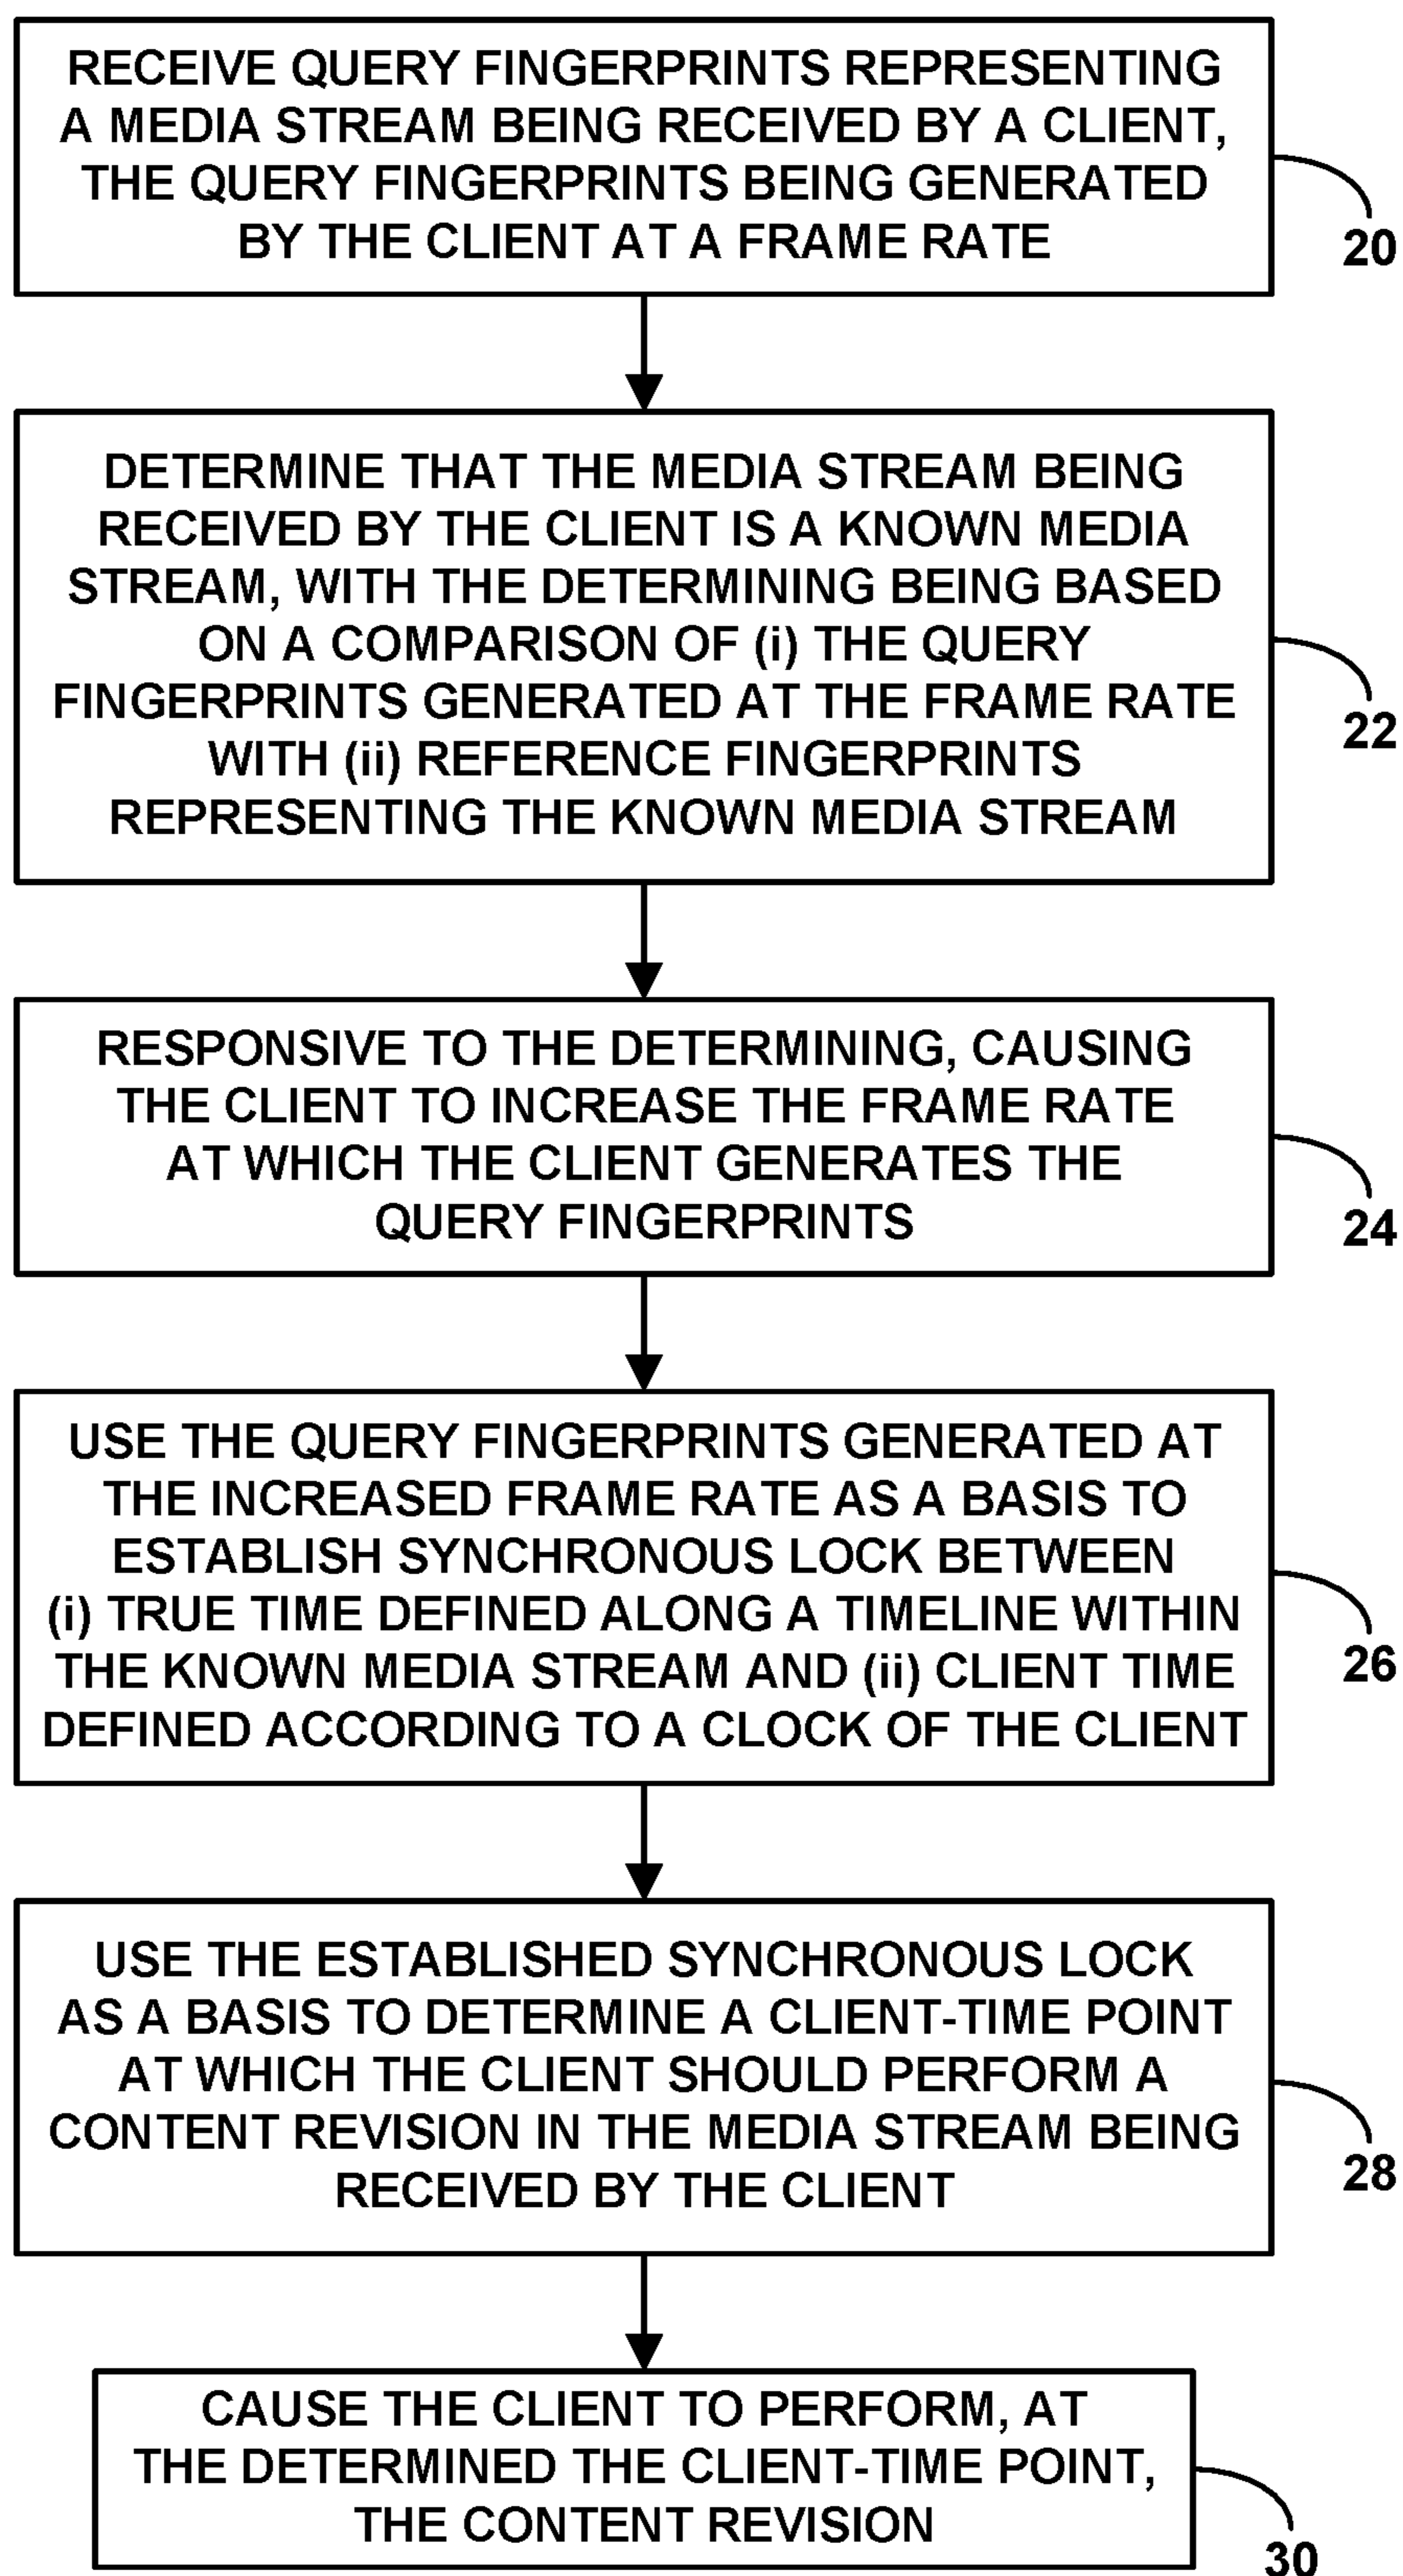 RECEIVE QUERY FINGERPRINTS REPRESENTING
A MEDIA STREAM BEING RECEIVED BY A CLIENT,
THE QUERY FINGERPRINTS BEING GENERATED
BY THE CLIENT AT A FRAME RATE
20
DETERMINE THAT THE MEDIA STREAM BEING
RECEIVED BY THE CLIENT IS A KNOWN MEDIA
STREAM, WITH THE DETERMINING BEING BASED
ON A COMPARISON OF (i) THE QUERY
FINGERPRINTS GENERATED AT THE FRAME RATE
WITH (ii) REFERENCE FINGERPRINTS
REPRESENTING THE KNOWN MEDIA STREAM
22
RESPONSIVE TO THE DETERMINING, CAUSING
THE CLIENT TO INCREASE THE FRAME RATE
AT WHICH THE CLIENT GENERATES THE
QUERY FINGERPRINTS
24
USE THE QUERY FINGERPRINTS GENERATED AT
THE INCREASED FRAME RATE AS A BASIS TO
ESTABLISH SYNCHRONOUS LOCK BETWEEN
(i) TRUE TIME DEFINED ALONG A TIMELINE WITHIN
THE KNOWN MEDIA STREAM AND (ii) CLIENT TIME
DEFINED ACCORDING TO A CLOCK OF THE CLIENT
26
USE THE ESTABLISHED SYNCHRONOUS LOCK
AS A BASIS TO DETERMINE A CLIENT-TIME POINT
AT WHICH THE CLIENT SHOULD PERFORM A
CONTENT REVISION IN THE MEDIA STREAM BEING
RECEIVED BY THE CLIENT
28
CAUSE THE CLIENT TO PERFORM, AT
THE DETERMINED THE CLIENT-TIME POINT,
THE CONTENT REVISION
30